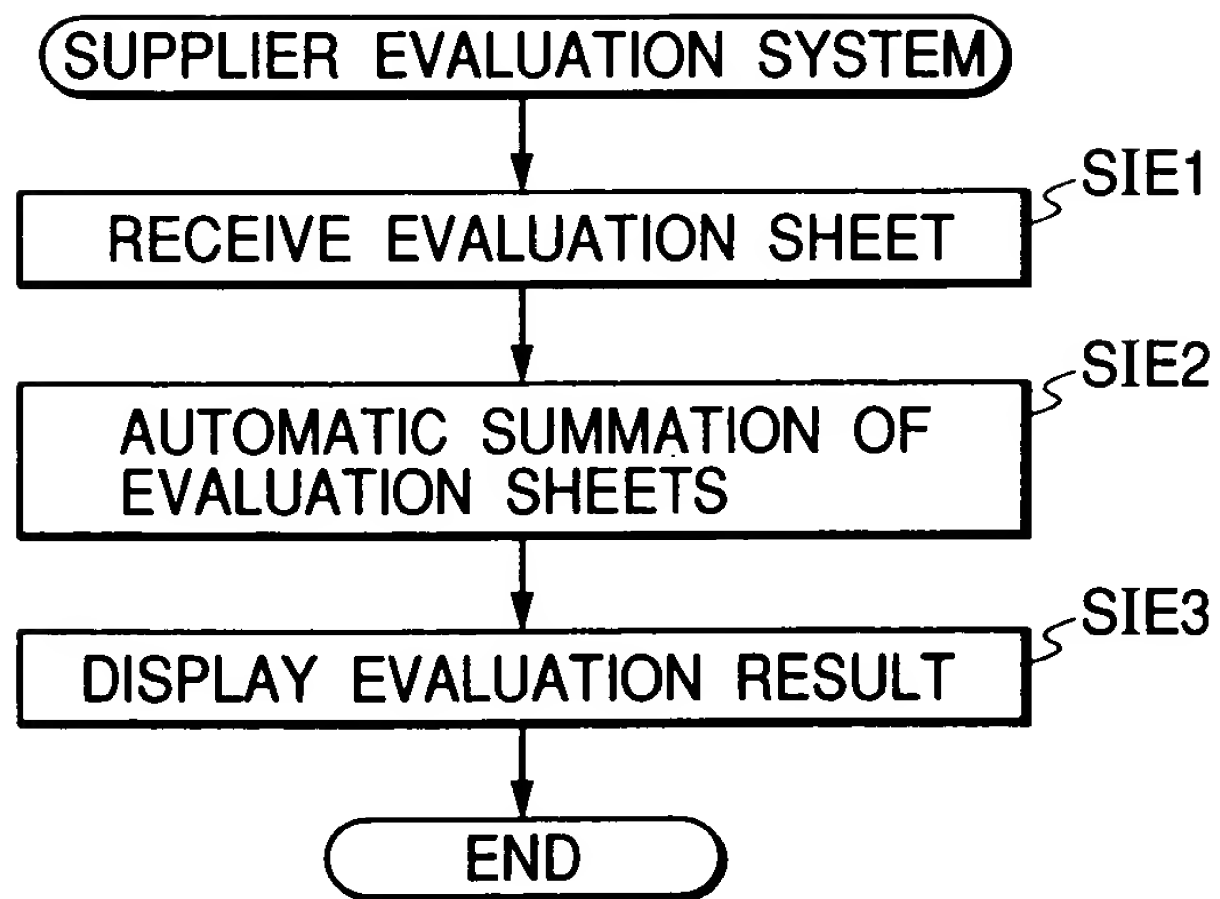 SUPPLIER EVALUATION SYSTEM
SIE1
RECEIVE EVALUATION SHEET
SIE2
AUTOMATIC SUMMATION OF
EVALUATION SHEETS
SIE3
DISPLAY EVALUATION RESULT
END